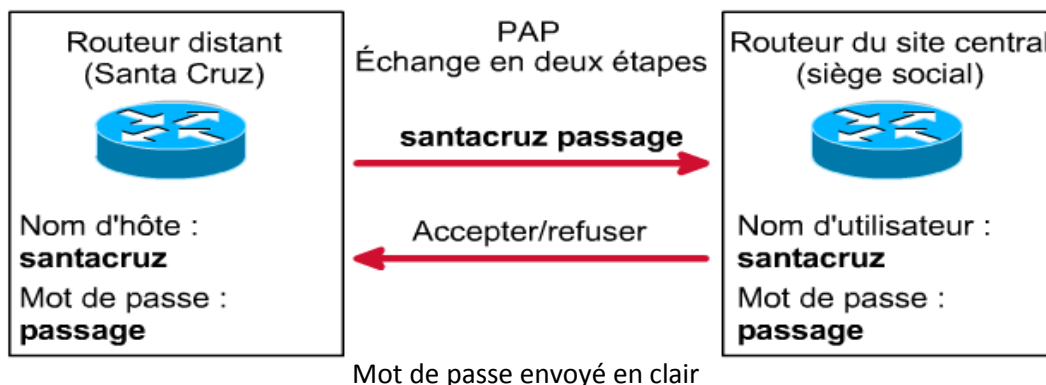 Routeur distant
(Santa Cruz)
Nom d'hôte :
santacruz
Mot de passe :
passage
PAP
Échange en deux étapes
santacruz passage
Accepter/refuser
Routeur du site central
(siège social)
Nom d'utilisateur :
santacruz
Mot de passe :
passage
Mot de passe envoyé en clair